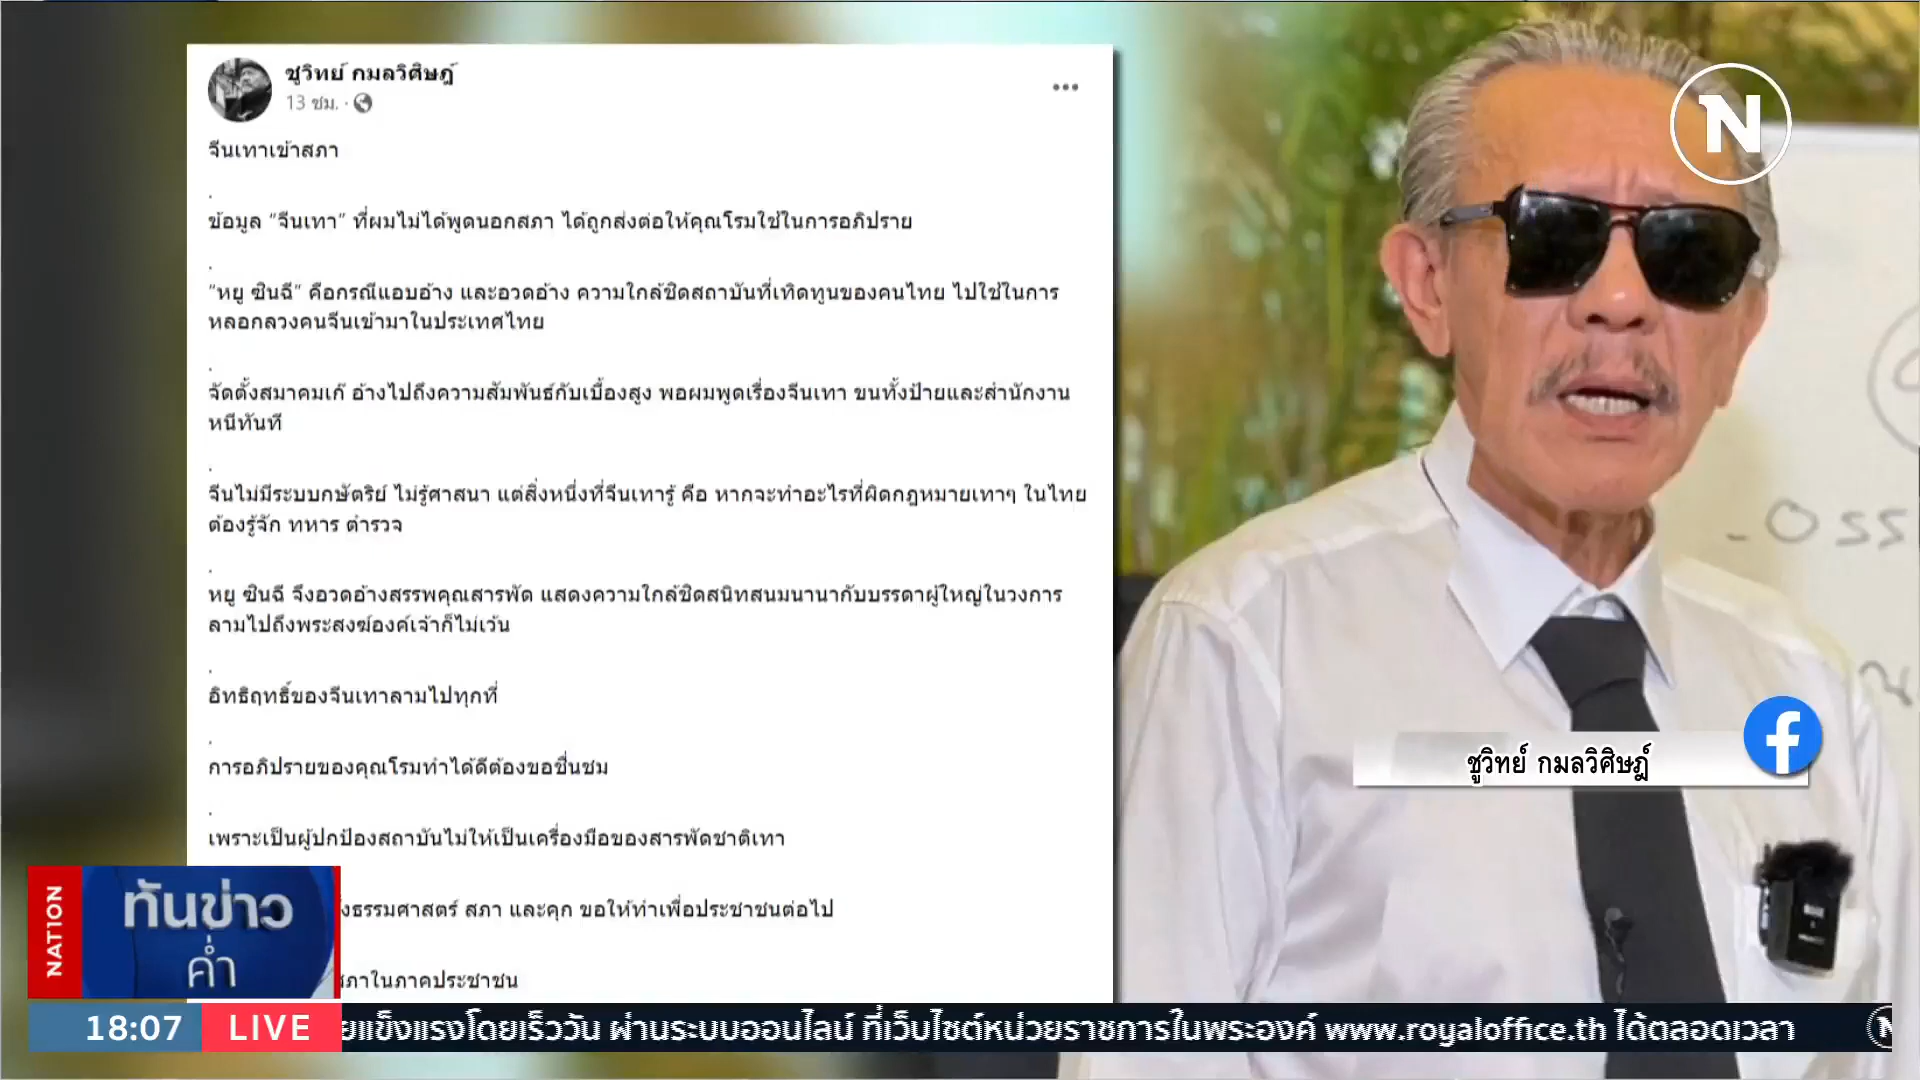 ชูวิทย์ กมลวิศิษฎ์
13 ชม.
จีนเทาเข้าสภา
.
ข้อมูล "จีนเทา" ที่ผมไม่ได้พูดนอกสภา ได้ถูกส่งต่อให้คุณโรมใช้ในการอภิปราย
.
"หยู ซินฉี" คือกรณีแอบอ้าง และอวดอ้าง ความใกล้ชิดสถาบันที่เทิดทูนของคนไทย ไปใช้ในการ
หลอกลวงคนจีนเข้ามาในประเทศไทย
.
จัดตั้งสมาคมเก๊ อ้างไปถึงความสัมพันธ์กับเบื้องสูง พอผมพูดเรื่องจีนเทา ขนทั้งป้ายและสำนักงาน
หนีทันที
.
จีนไม่มีระบบกษัตริย์ ไม่รู้ศาสนา แต่สิ่งหนึ่งที่จีนเทารู้ คือ หากจะทำอะไรที่ผิดกฎหมายเทาๆ ในไทย
ต้องรู้จัก ทหาร ตำรวจ
.
หยู ซินฉี จึงอวดอ้างสรรพคุณสารพัด แสดงความใกล้ชิดสนิทสนมนานากับบรรดาผู้ใหญ่ในวงการ
ลามไปถึงพระสงฆ์องค์เจ้าก็ไม่เว้น
.
อิทธิฤทธิ์ของจีนเทาลามไปทุกที่
.
การอภิปรายของคุณโรมทำได้ดีต้องขอชื่นชม
.
เพราะเป็นผู้ปกป้องสถาบันไม่ให้เป็นเครื่องมือของสารพัดชาติเทา
ธรรมศาสตร์ สภา และคุก ขอให้ทำเพื่อประชาชนต่อไป
สภาในภาคประชาชน
N
ชูวิทย์ กมลวิศิษฎ์
NATION
ทันข่าว
ค่ำ
18:07 LIVE ยแข็งแรงโดยเร็ววัน ผ่านระบบออนไลน์ ที่เว็บไซต์หน่วยราชการในพระองค์ www.royaloffice.th ได้ตลอดเวลา